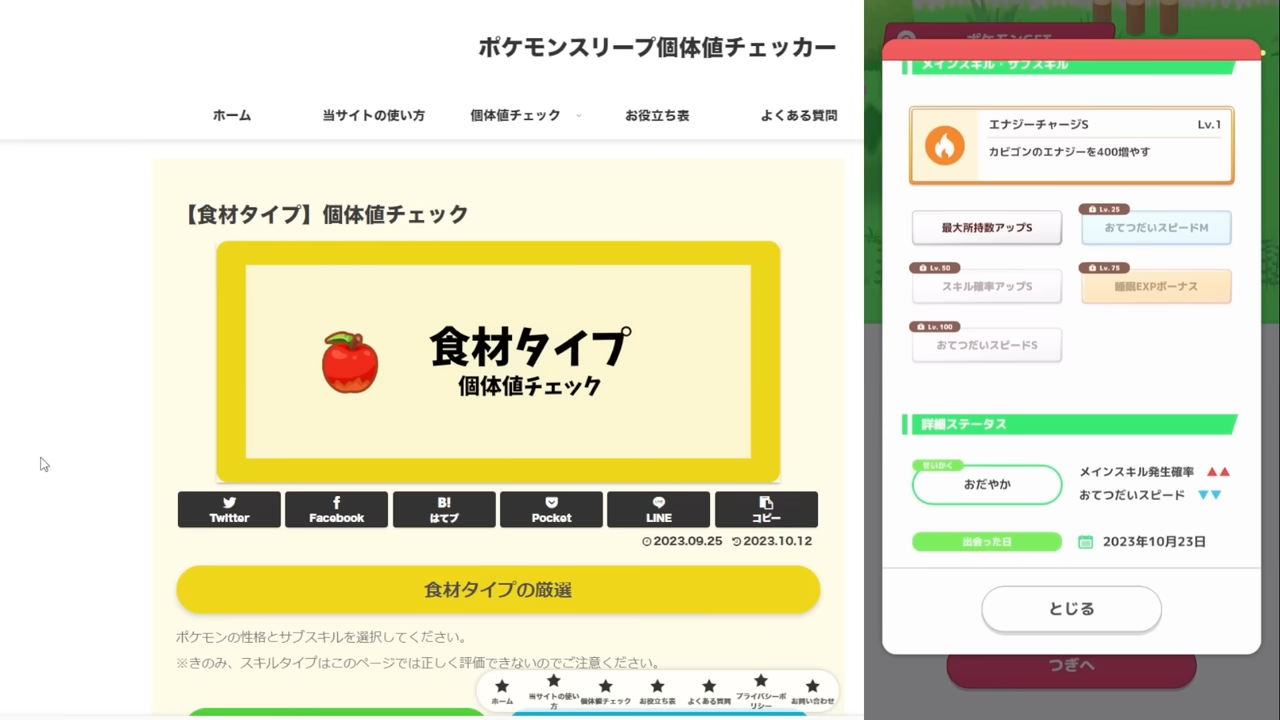 ポケモンスリープ個体値チェッカー
ホーム 当サイトの使い方 個体値チェック お役立ち表 よくある質問
【食材タイプ】個体値チェック
食材タイプ
個体値チェック
Twitter Facebook はてブ Pocket LINE コピー
2023.09.25 2023.10.12
食材タイプの厳選
ポケモンの性格とサブスキルを選択してください。
※きのみ、スキルタイプはこのページでは正しく評価できないのでご注意ください。
ホーム 当サイトの使い方 個体値チェック お役立ち表 よくある質問 プライバシーポリシー お問い合わせ
メインスキル・サブスキル
エナジーチャージS Lv.1
カビゴンのエナジーを400増やす
最大所持数アップS
Lv.25
おてつだいスピードM
Lv.50
スキル確率アップS
Lv.75
睡眠EXPボーナス
Lv.100
おてつだいスピードS
詳細ステータス
せいかく
おだやか
メインスキル発生確率
おてつだいスピード
出会った日 2023年10月23日
とじる
つぎへ